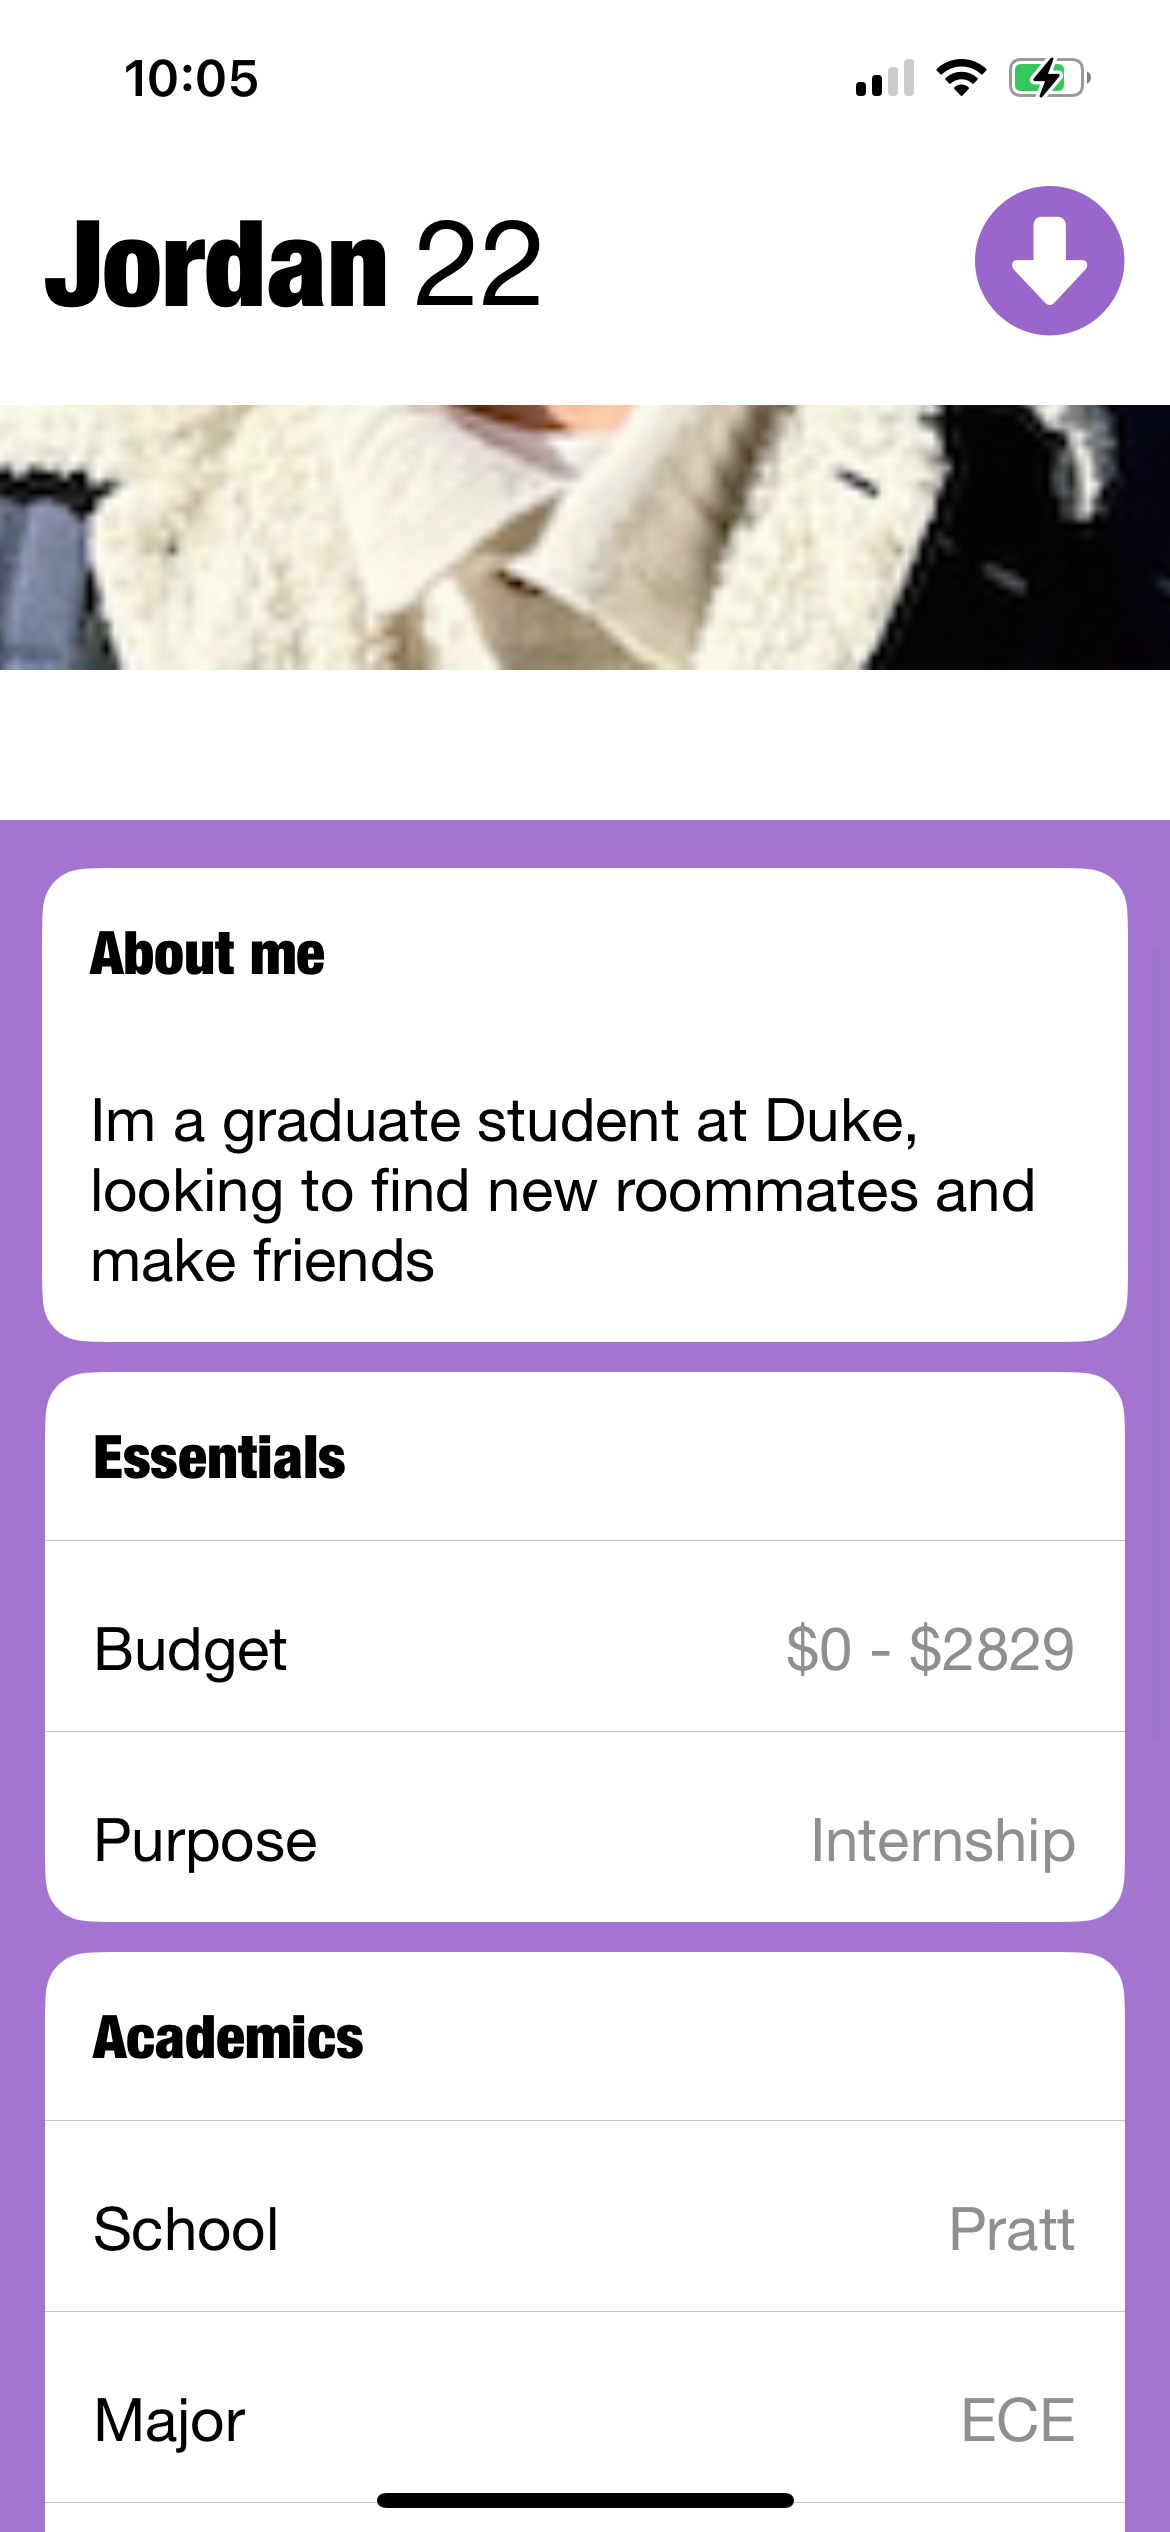 10:05
Jordan 22
About me
Im a graduate student at Duke,
looking to find new roommates and
make friends
Essentials
Budget $0 - $2829
Purpose Internship
Academics
School Pratt
Major ECE